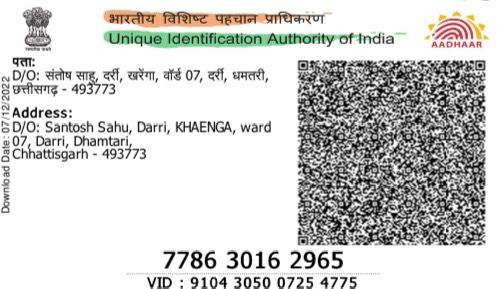 भारतीय विशिष्ट पहचान प्राधिकरण
Unique Identification Authority of India
AADHAAR
पता:
D/O: संतोष साहु, दर्री, खरेंगा, वॉर्ड 07, दर्री, धमतरी,
छत्तीसगढ़ - 493773
Address:
D/O: Santosh Sahu, Darri, KHAENGA, ward
07, Darri, Dhamtari,
Chhattisgarh - 493773
Download Date: 07/12/2022
7786 3016 2965
VID : 9104 3050 0725 4775